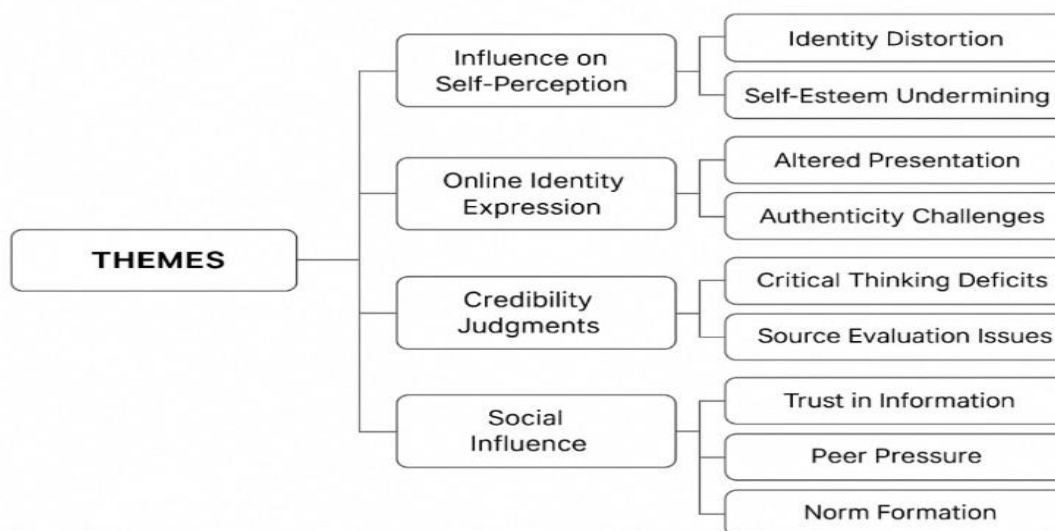 THEMES
Influence on
Self-Perception
Identity Distortion
Self-Esteem Undermining
Online Identity
Expression
Altered Presentation
Authenticity Challenges
Credibility
Judgments
Critical Thinking Deficits
Source Evaluation Issues
Social
Influence
Trust in Information
Peer Pressure
Norm Formation